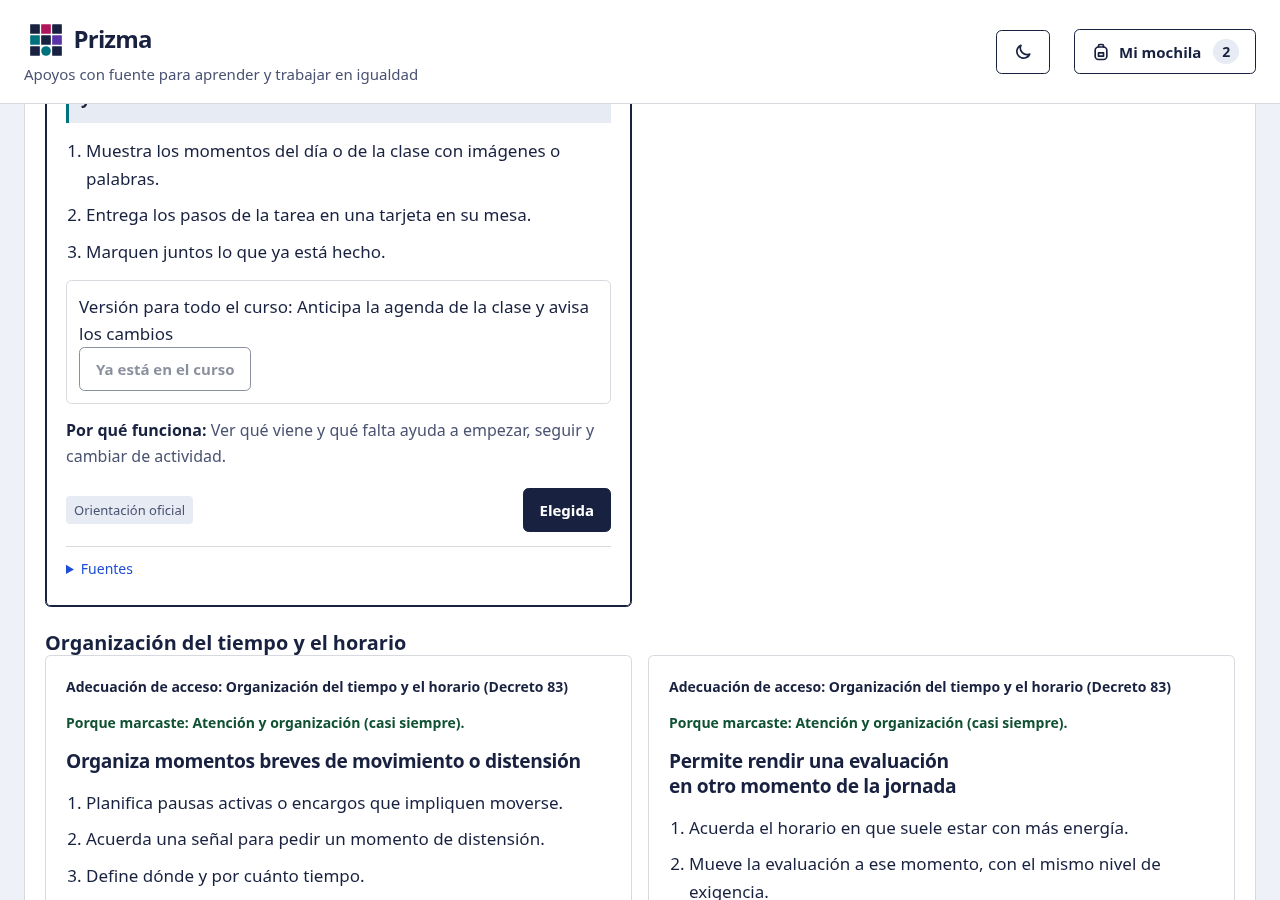 Prizma
Apoyos con fuente para aprender y trabajar en igualdad
Mi mochila 2
1. Muestra los momentos del día o de la clase con imágenes o
palabras.
2. Entrega los pasos de la tarea en una tarjeta en su mesa.
3. Marquen juntos lo que ya está hecho.
Versión para todo el curso: Anticipa la agenda de la clase y avisa
los cambios
Ya está en el curso
Por qué funciona: Ver qué viene y qué falta ayuda a empezar, seguir y
cambiar de actividad.
Orientación oficial
Elegida
Fuentes
Organización del tiempo y el horario
Adecuación de acceso: Organización del tiempo y el horario (Decreto 83)
Porque marcaste: Atención y organización (casi siempre).
Organiza momentos breves de movimiento o distensión
1. Planifica pausas activas o encargos que impliquen moverse.
2. Acuerda una señal para pedir un momento de distensión.
3. Define dónde y por cuánto tiempo.
Adecuación de acceso: Organización del tiempo y el horario (Decreto 83)
Porque marcaste: Atención y organización (casi siempre).
Permite rendir una evaluación
en otro momento de la jornada
1. Acuerda el horario en que suele estar con más energía.
2. Mueve la evaluación a ese momento, con el mismo nivel de
exigencia.